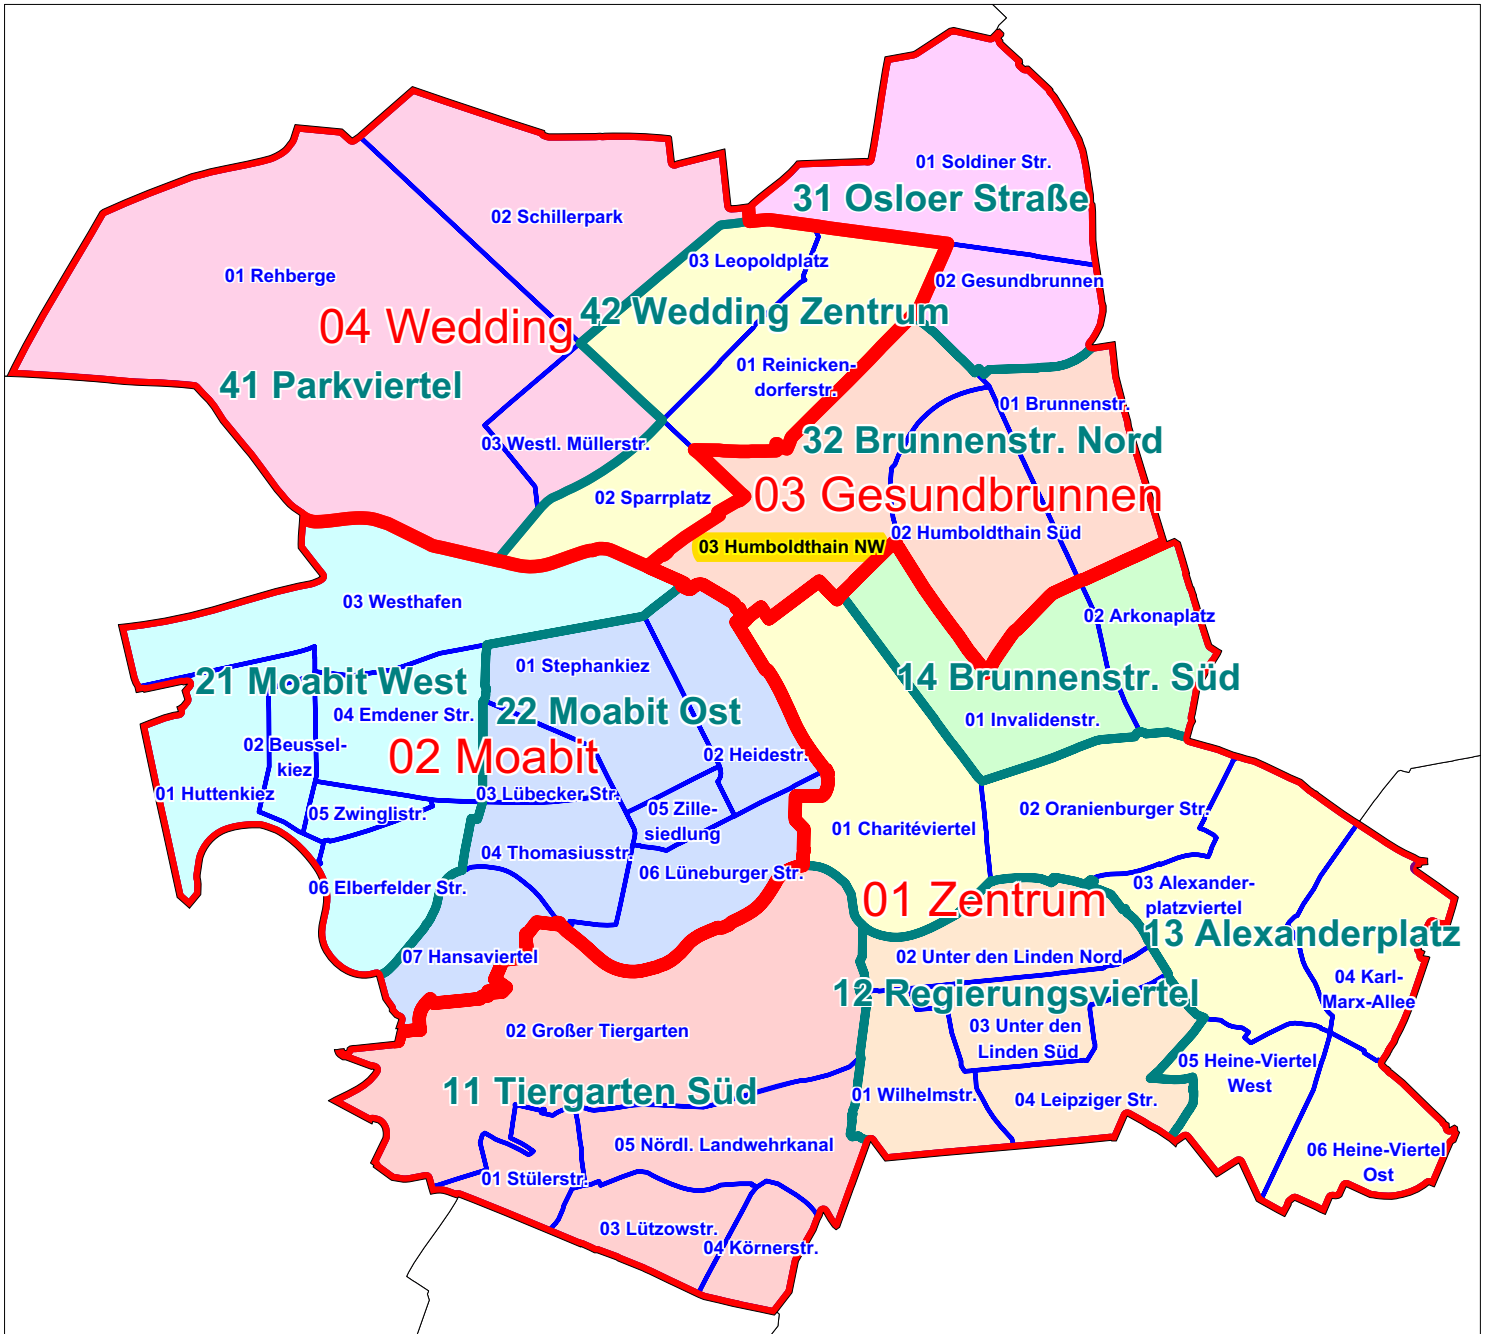 01 Soldiner Str.
31 Osloer Straße
02 Schillerpark
03 Leopoldplatz
01 Rehberge
02 Gesundbrunnen
42 Wedding Zentrum
04 Wedding
01 Reinicken-
dorferstr.
41 Parkviertel
01 Brunnenstr.
32 Brunnenstr. Nord
03 Westl. Müllerstr.
02 Sparrplatz
03 Gesundbrunnen
02 Humboldthain Süd
03 Humboldthain NW
03 Westhafen
02 Arkonaplatz
01 Stephankiez
21 Moabit West
14 Brunnenstr. Süd
22 Moabit Ost
04 Emdener Str.
01 Invalidenstr.
02 Beussel-
kiez
02 Moabit
02 Heidestr.
01 Huttenkiez
03 Lübecker Str.
05 Zwinglistr.
05 Zille-
siedlung
02 Oranienburger Str.
01 Charitéviertel
04 Thomasiusstr.
06 Lüneburger Str.
06 Elberfelder Str.
03 Alexander-
platzviertel
01 Zentrum
13 Alexanderplatz
07 Hansaviertel
02 Unter den Linden Nord
04 Karl-
Marx-Allee
12 Regierungsviertel
02 Großer Tiergarten
03 Unter den
Linden Süd
05 Heine-Viertel
West
11 Tiergarten Süd
01 Wilhelmstr.
04 Leipziger Str.
05 Nördl. Landwehrkanal
06 Heine-Viertel
Ost
01 Stülerstr.
03 Lützowstr.
04 Körnerstr.